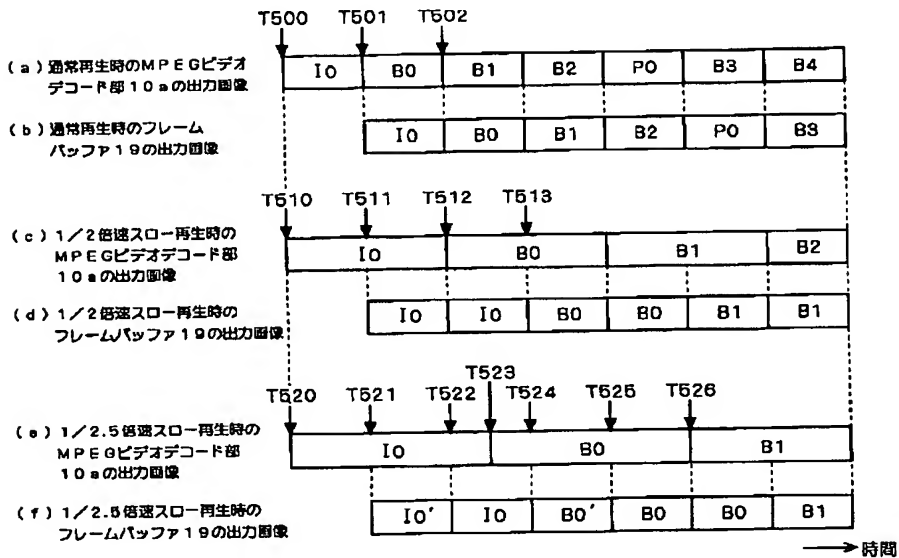 T500 T501 T502
(a)通常再生時のMPEGビデオ
デコード部10aの出力画像
I0 B0 B1 B2 P0 B3 B4
(b)通常再生時のフレーム
バッファ19の出力画像
I0 B0 B1 B2 P0 B3
T510 T511 T512 T513
(c)1/2倍速スロー再生時の
MPEGビデオデコード部
10aの出力画像
I0 B0 B1 B2
(d)1/2倍速スロー再生時の
フレームバッファ19の出力画像
I0 I0 B0 B0 B1 B1
T523
T520 T521 T522 T524 T525 T526
(e)1/2.5倍速スロー再生時の
MPEGビデオデコード部
10aの出力画像
I0 B0 B1
(f)1/2.5倍速スロー再生時の
フレームバッファ19の出力画像
I0' I0 B0' B0 B0 B1
時間